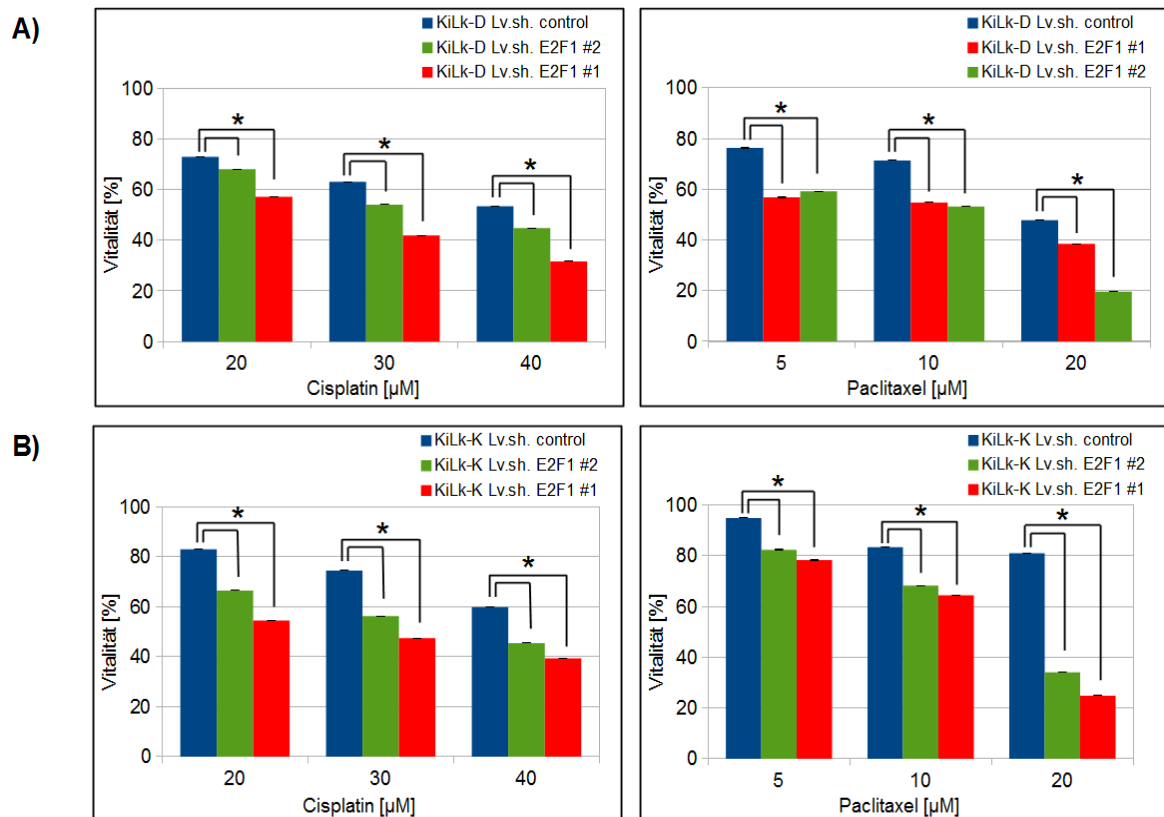 A)
KiLk-D Lv.sh. control
KiLk-D Lv.sh. E2F1 #2
KiLk-D Lv.sh. E2F1 #1
Vitalität [%]
100
80
60
40
20
0
* * *
20 30 40
Cisplatin [µM]
KiLk-D Lv.sh. control
KiLk-D Lv.sh. E2F1 #1
KiLk-D Lv.sh. E2F1 #2
Vitalität [%]
100
80
60
40
20
0
* * *
5 10 20
Paclitaxel [µM]
B)
KiLk-K Lv.sh. control
KiLk-K Lv.sh. E2F1 #2
KiLk-K Lv.sh. E2F1 #1
Vitalität [%]
100
80
60
40
20
0
* * *
20 30 40
Cisplatin [µM]
KiLk-K Lv.sh. control
KiLk-K Lv.sh. E2F1 #2
KiLk-K Lv.sh. E2F1 #1
Vitalität [%]
100
80
60
40
20
0
* * *
5 10 20
Paclitaxel [µM]